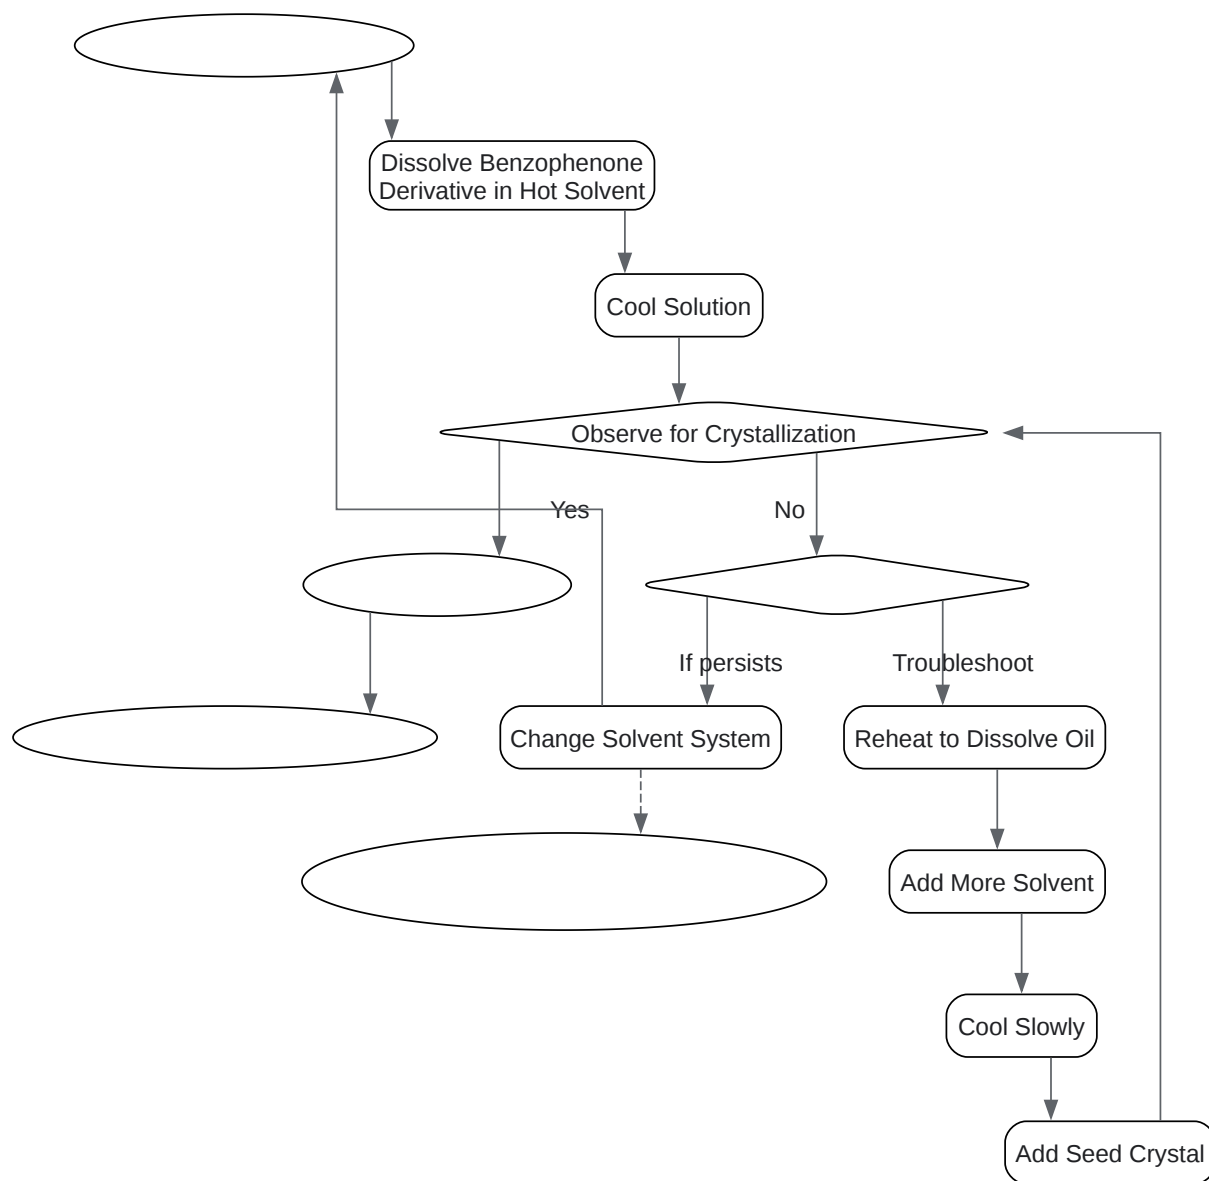 Dissolve Benzophenone
Derivative in Hot Solvent
Cool Solution
Observe for Crystallization
Yes
No
If persists
Troubleshoot
Change Solvent System
Reheat to Dissolve Oil
Add More Solvent
Cool Slowly
Add Seed Crystal